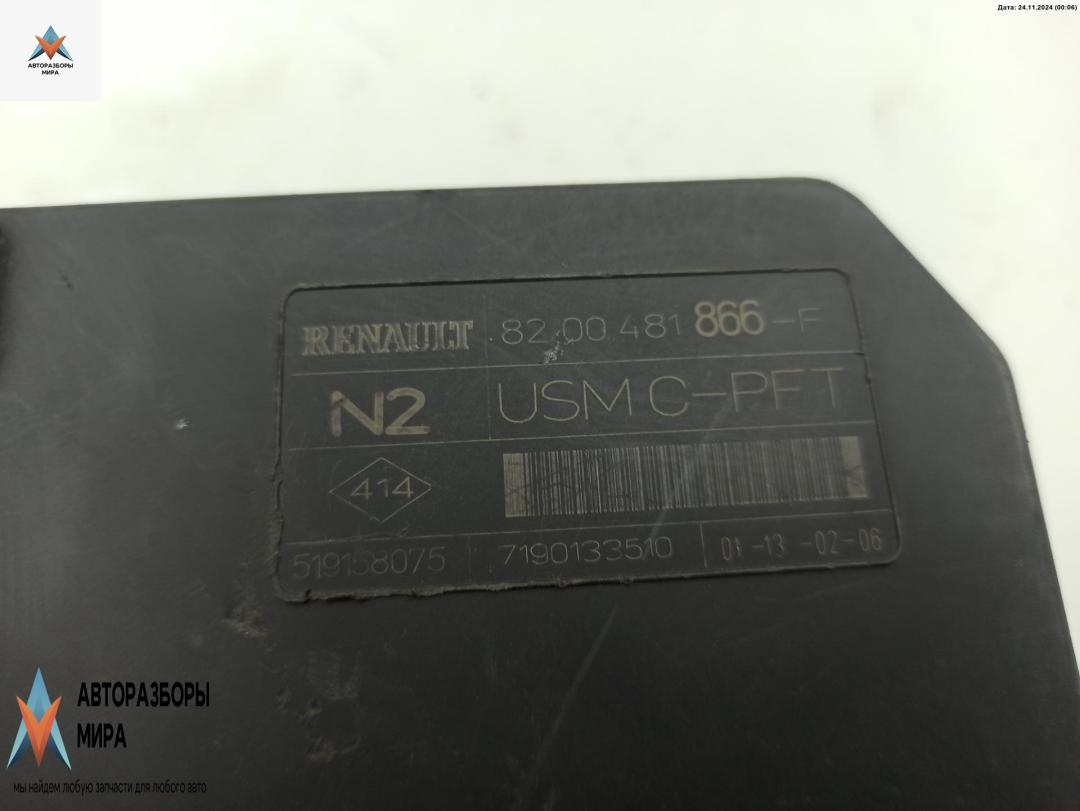 Дата: 24.11.2024 (00:06)
АВТОРАЗБОРЫ
МИРА
RENAULT 82 00 481 866-F
N2 USM C-PFT
414
519158075 7190133510 01-13-02-06
АВТОРАЗБОРЫ
МИРА
мы найдем любую запчасти для любого авто